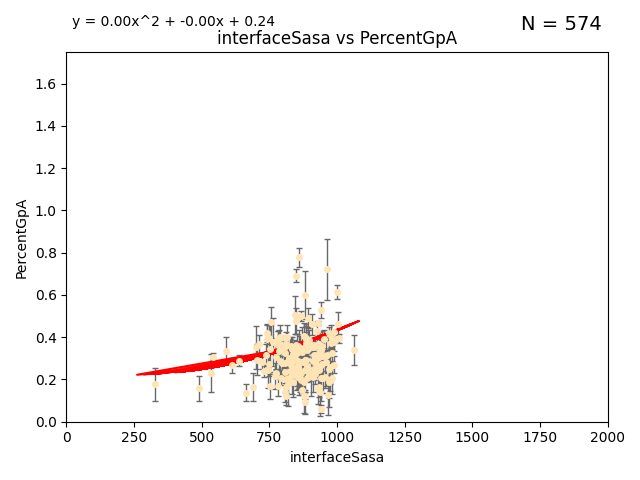 y = 0.00x^2 + -0.00x + 0.24
N = 574
interfaceSasa vs PercentGpA
PercentGpA
1.6
1.4
1.2
1.0
0.8
0.6
0.4
0.2
0.0
0 250 500 750 1000 1250 1500 1750 2000
interfaceSasa